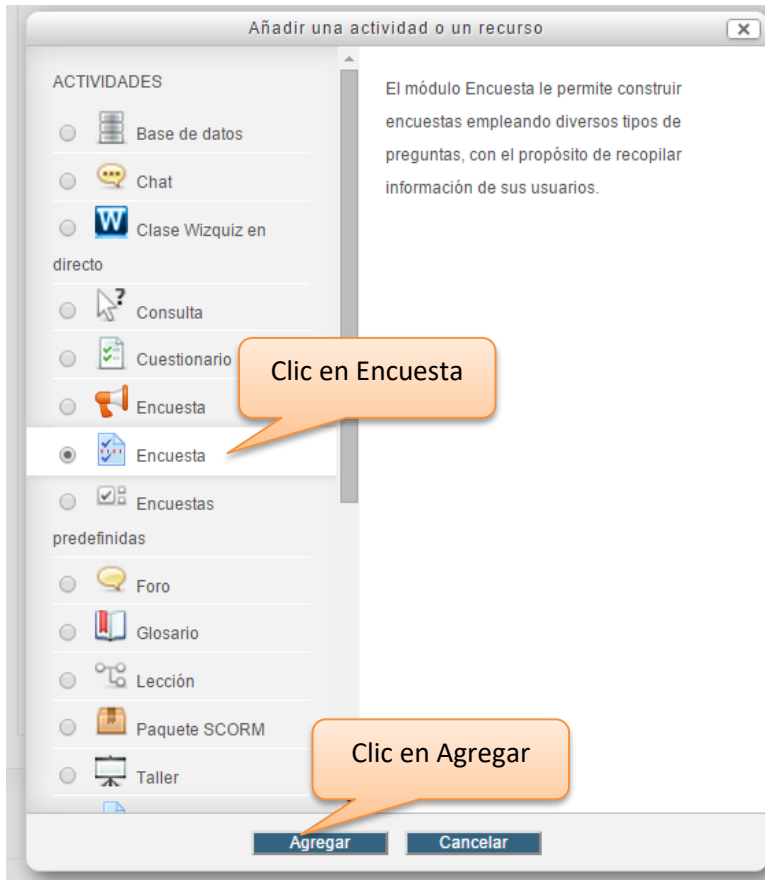 Añadir una actividad o un recurso
ACTIVIDADES
Base de datos
Chat
Clase Wizquiz en
directo
Consulta
Cuestionario
Encuesta
Encuesta
Encuestas
predefinidas
Foro
Glosario
Lección
Paquete SCORM
Taller
El módulo Encuesta le permite construir
encuestas empleando diversos tipos de
preguntas, con el propósito de recopilar
información de sus usuarios.
Clic en Encuesta
Clic en Agregar
Agregar
Cancelar